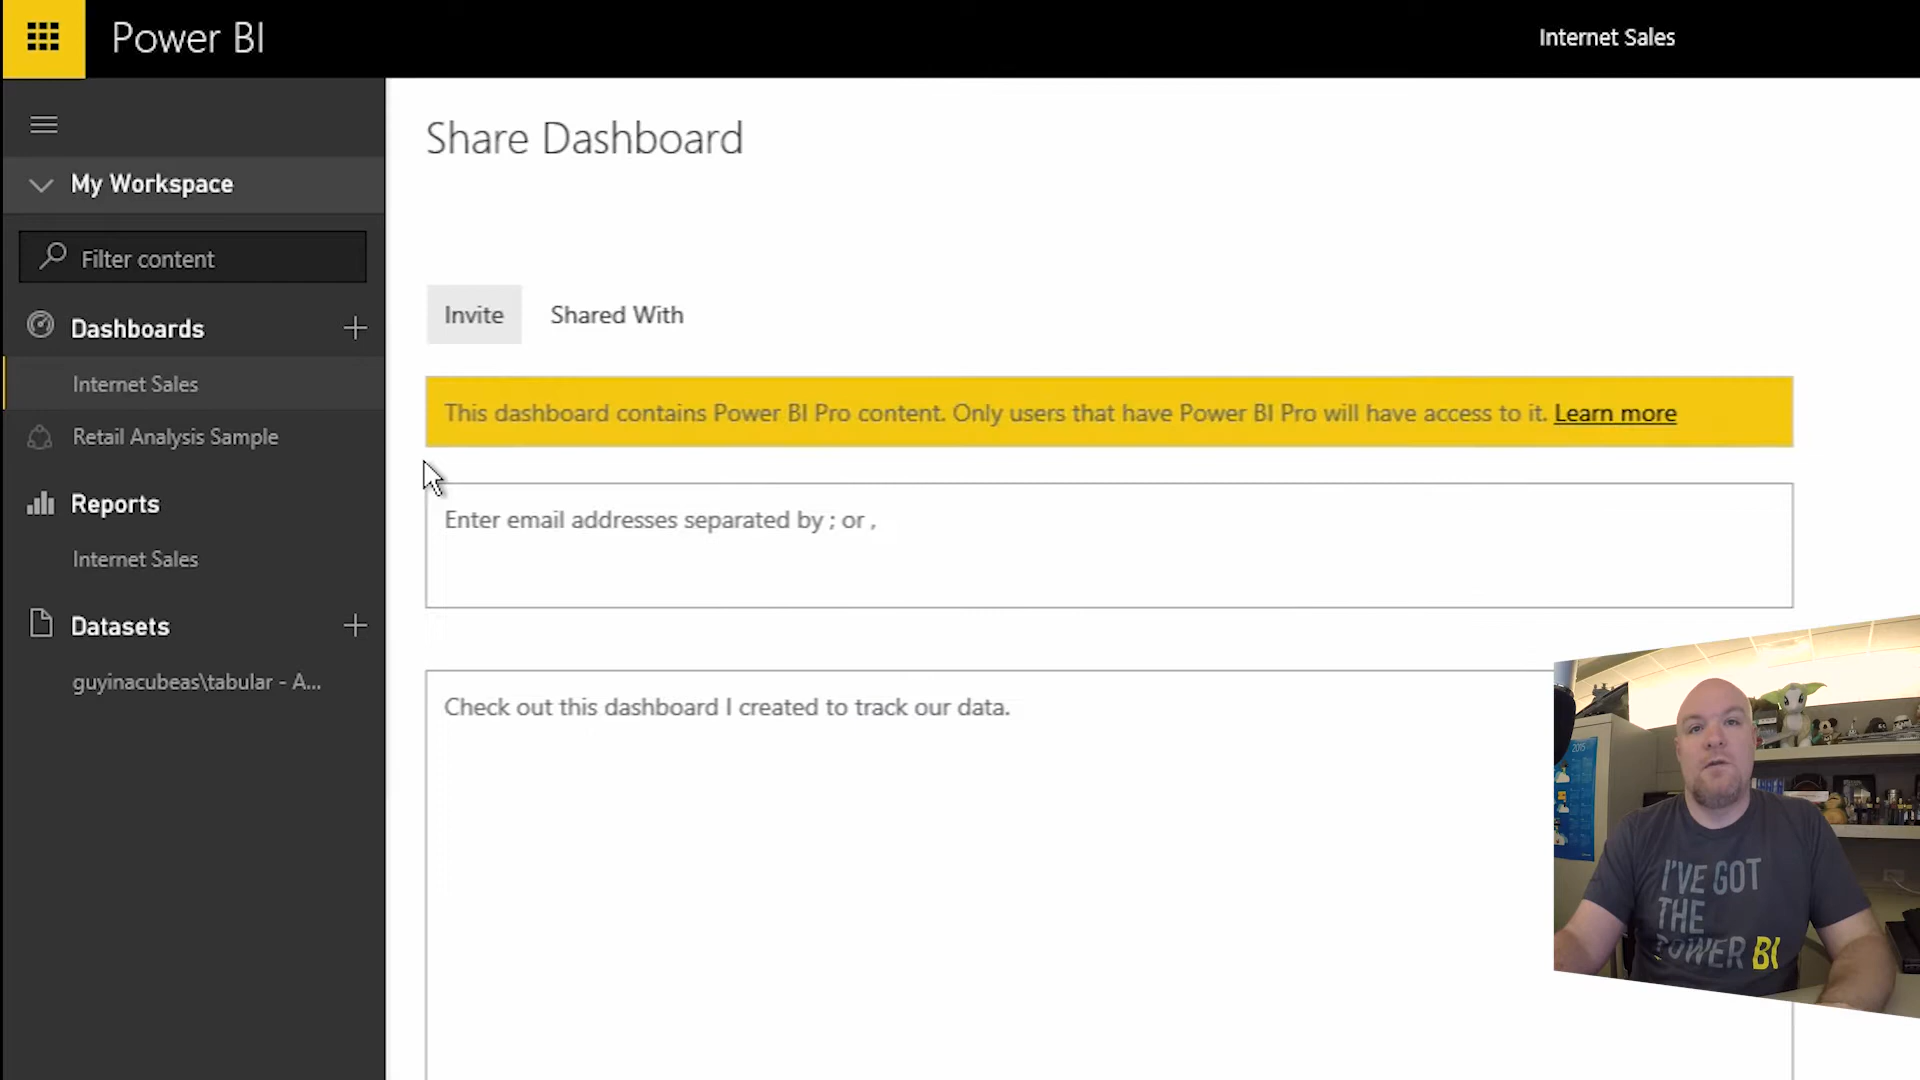 Power BI
Internet Sales
Share Dashboard
My Workspace
Filter content
Invite
Shared With
Dashboards
Internet Sales
This dashboard contains Power BI Pro content. Only users that have Power BI Pro will have access to it. Learn more
Retail Analysis Sample
Reports
Enter email addresses separated by ; or ,
Internet Sales
Datasets
guyinacubeas\tabular - A...
Check out this dashboard I created to track our data.
2015
I'VE GOT
THE
POWER BI